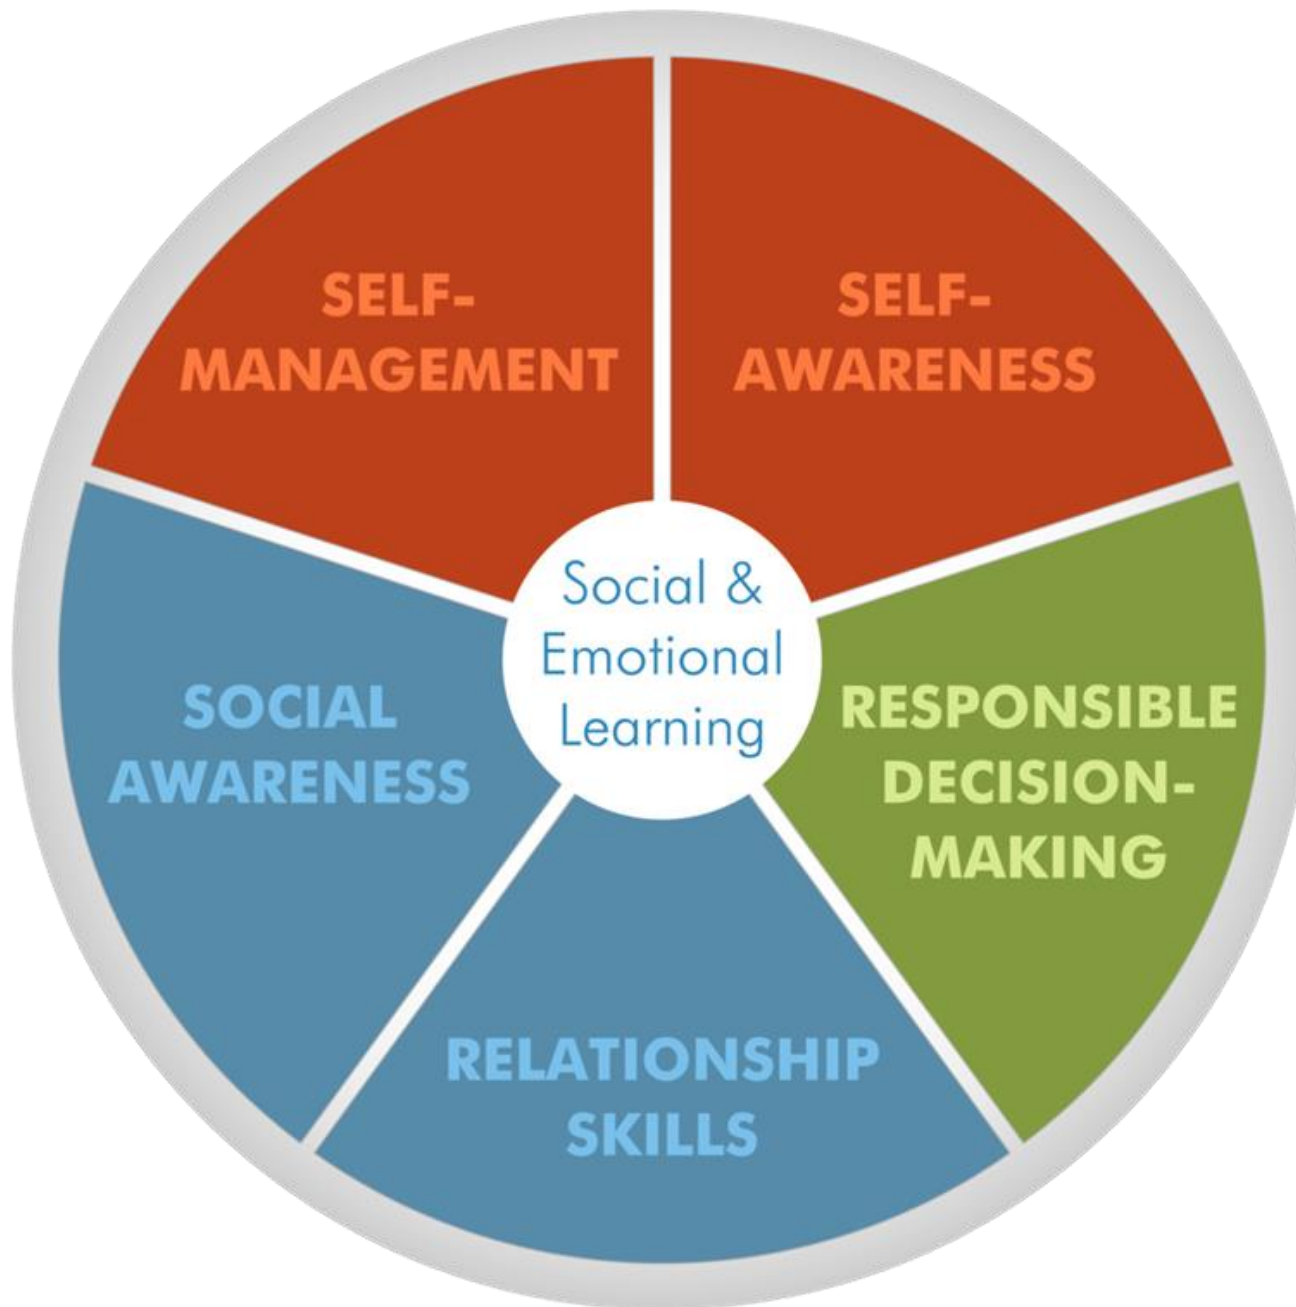 SELF-
MANAGEMENT
SELF-
AWARENESS
Social &
Emotional
Learning
SOCIAL
AWARENESS
RESPONSIBLE
DECISION-
MAKING
RELATIONSHIP
SKILLS